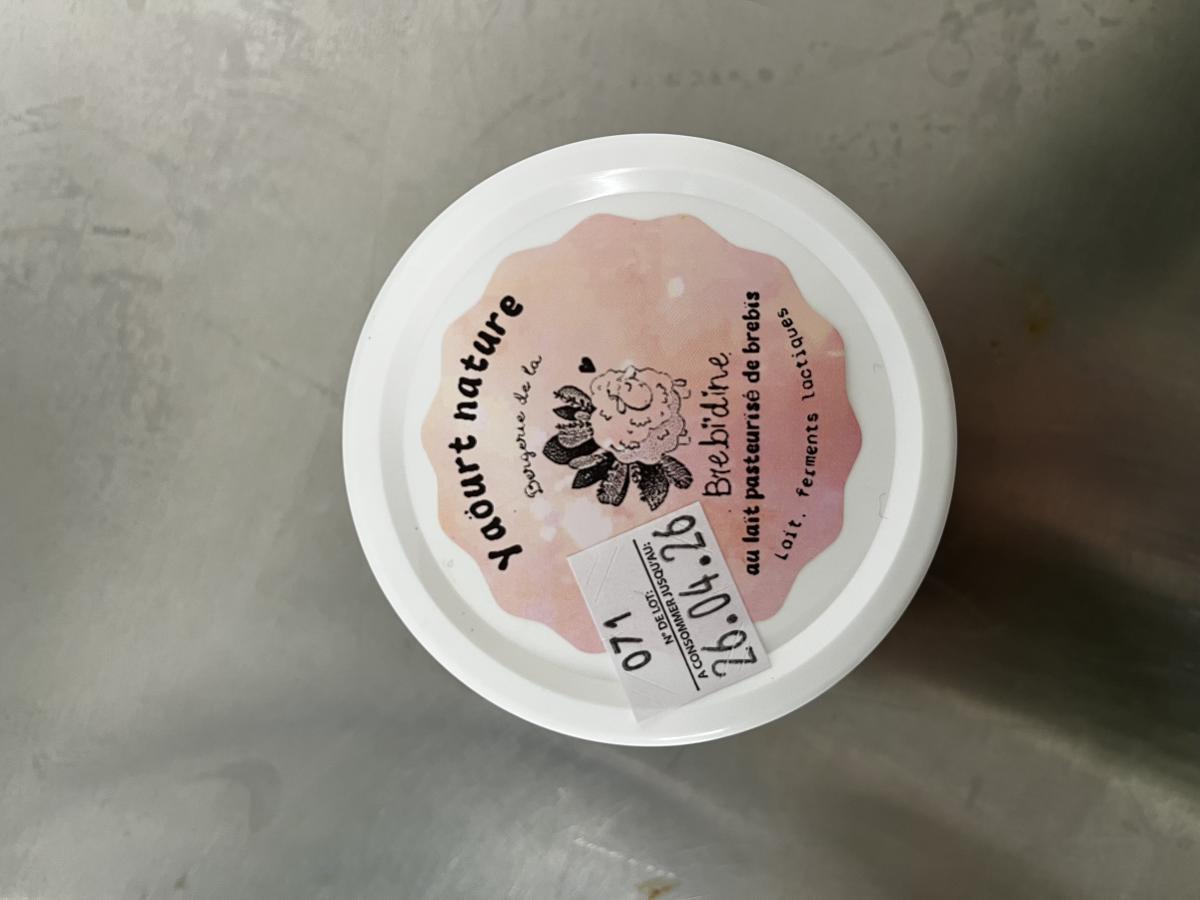 Yaourt nature
Bergerie de la
Brebidine
au lait pasteurisé de brebis
Lait, ferments lactiques
N° DE LOT:
071
A CONSOMMER JUSQU'AU:
26.04.26